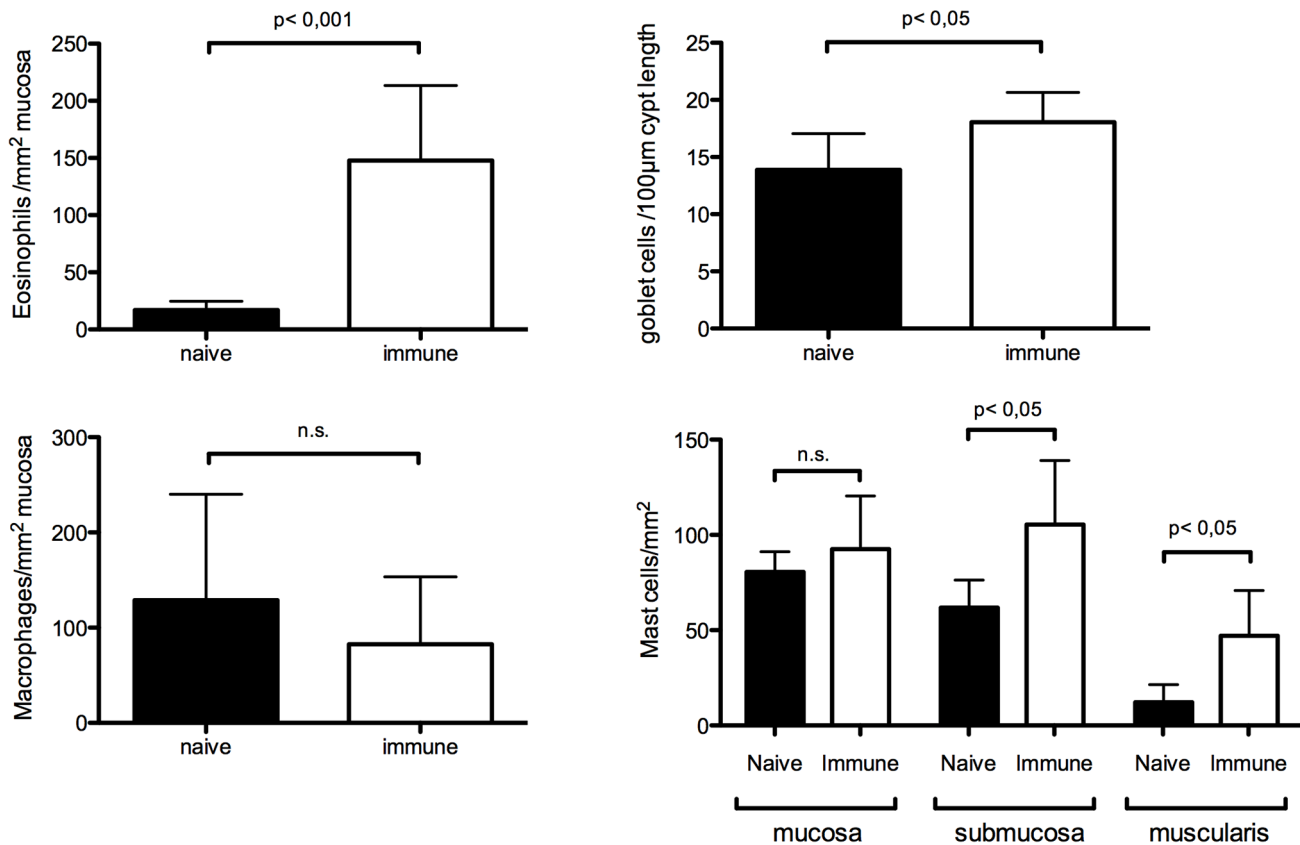 p< 0,001
Eosinophils /mm² mucosa
250
200
150
100
50
0
naive immune
p< 0,05
goblet cells /100µm cypt length
25
20
15
10
5
0
naive immune
n.s.
Macrophages/mm² mucosa
300
200
100
0
naive immune
p< 0,05
n.s.
p< 0,05
Mast cells/mm²
150
100
50
0
Naive Immune Naive Immune Naive Immune
mucosa submucosa muscularis